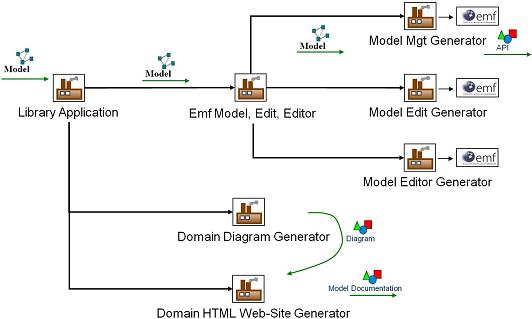 emf
Model Mgt Generator
API
Model
Model
Model
Library Application
Emf Model, Edit, Editor
emf
Model Edit Generator
emf
Model Editor Generator
Domain Diagram Generator
Diagram
Model Documentation
Domain HTML Web-Site Generator